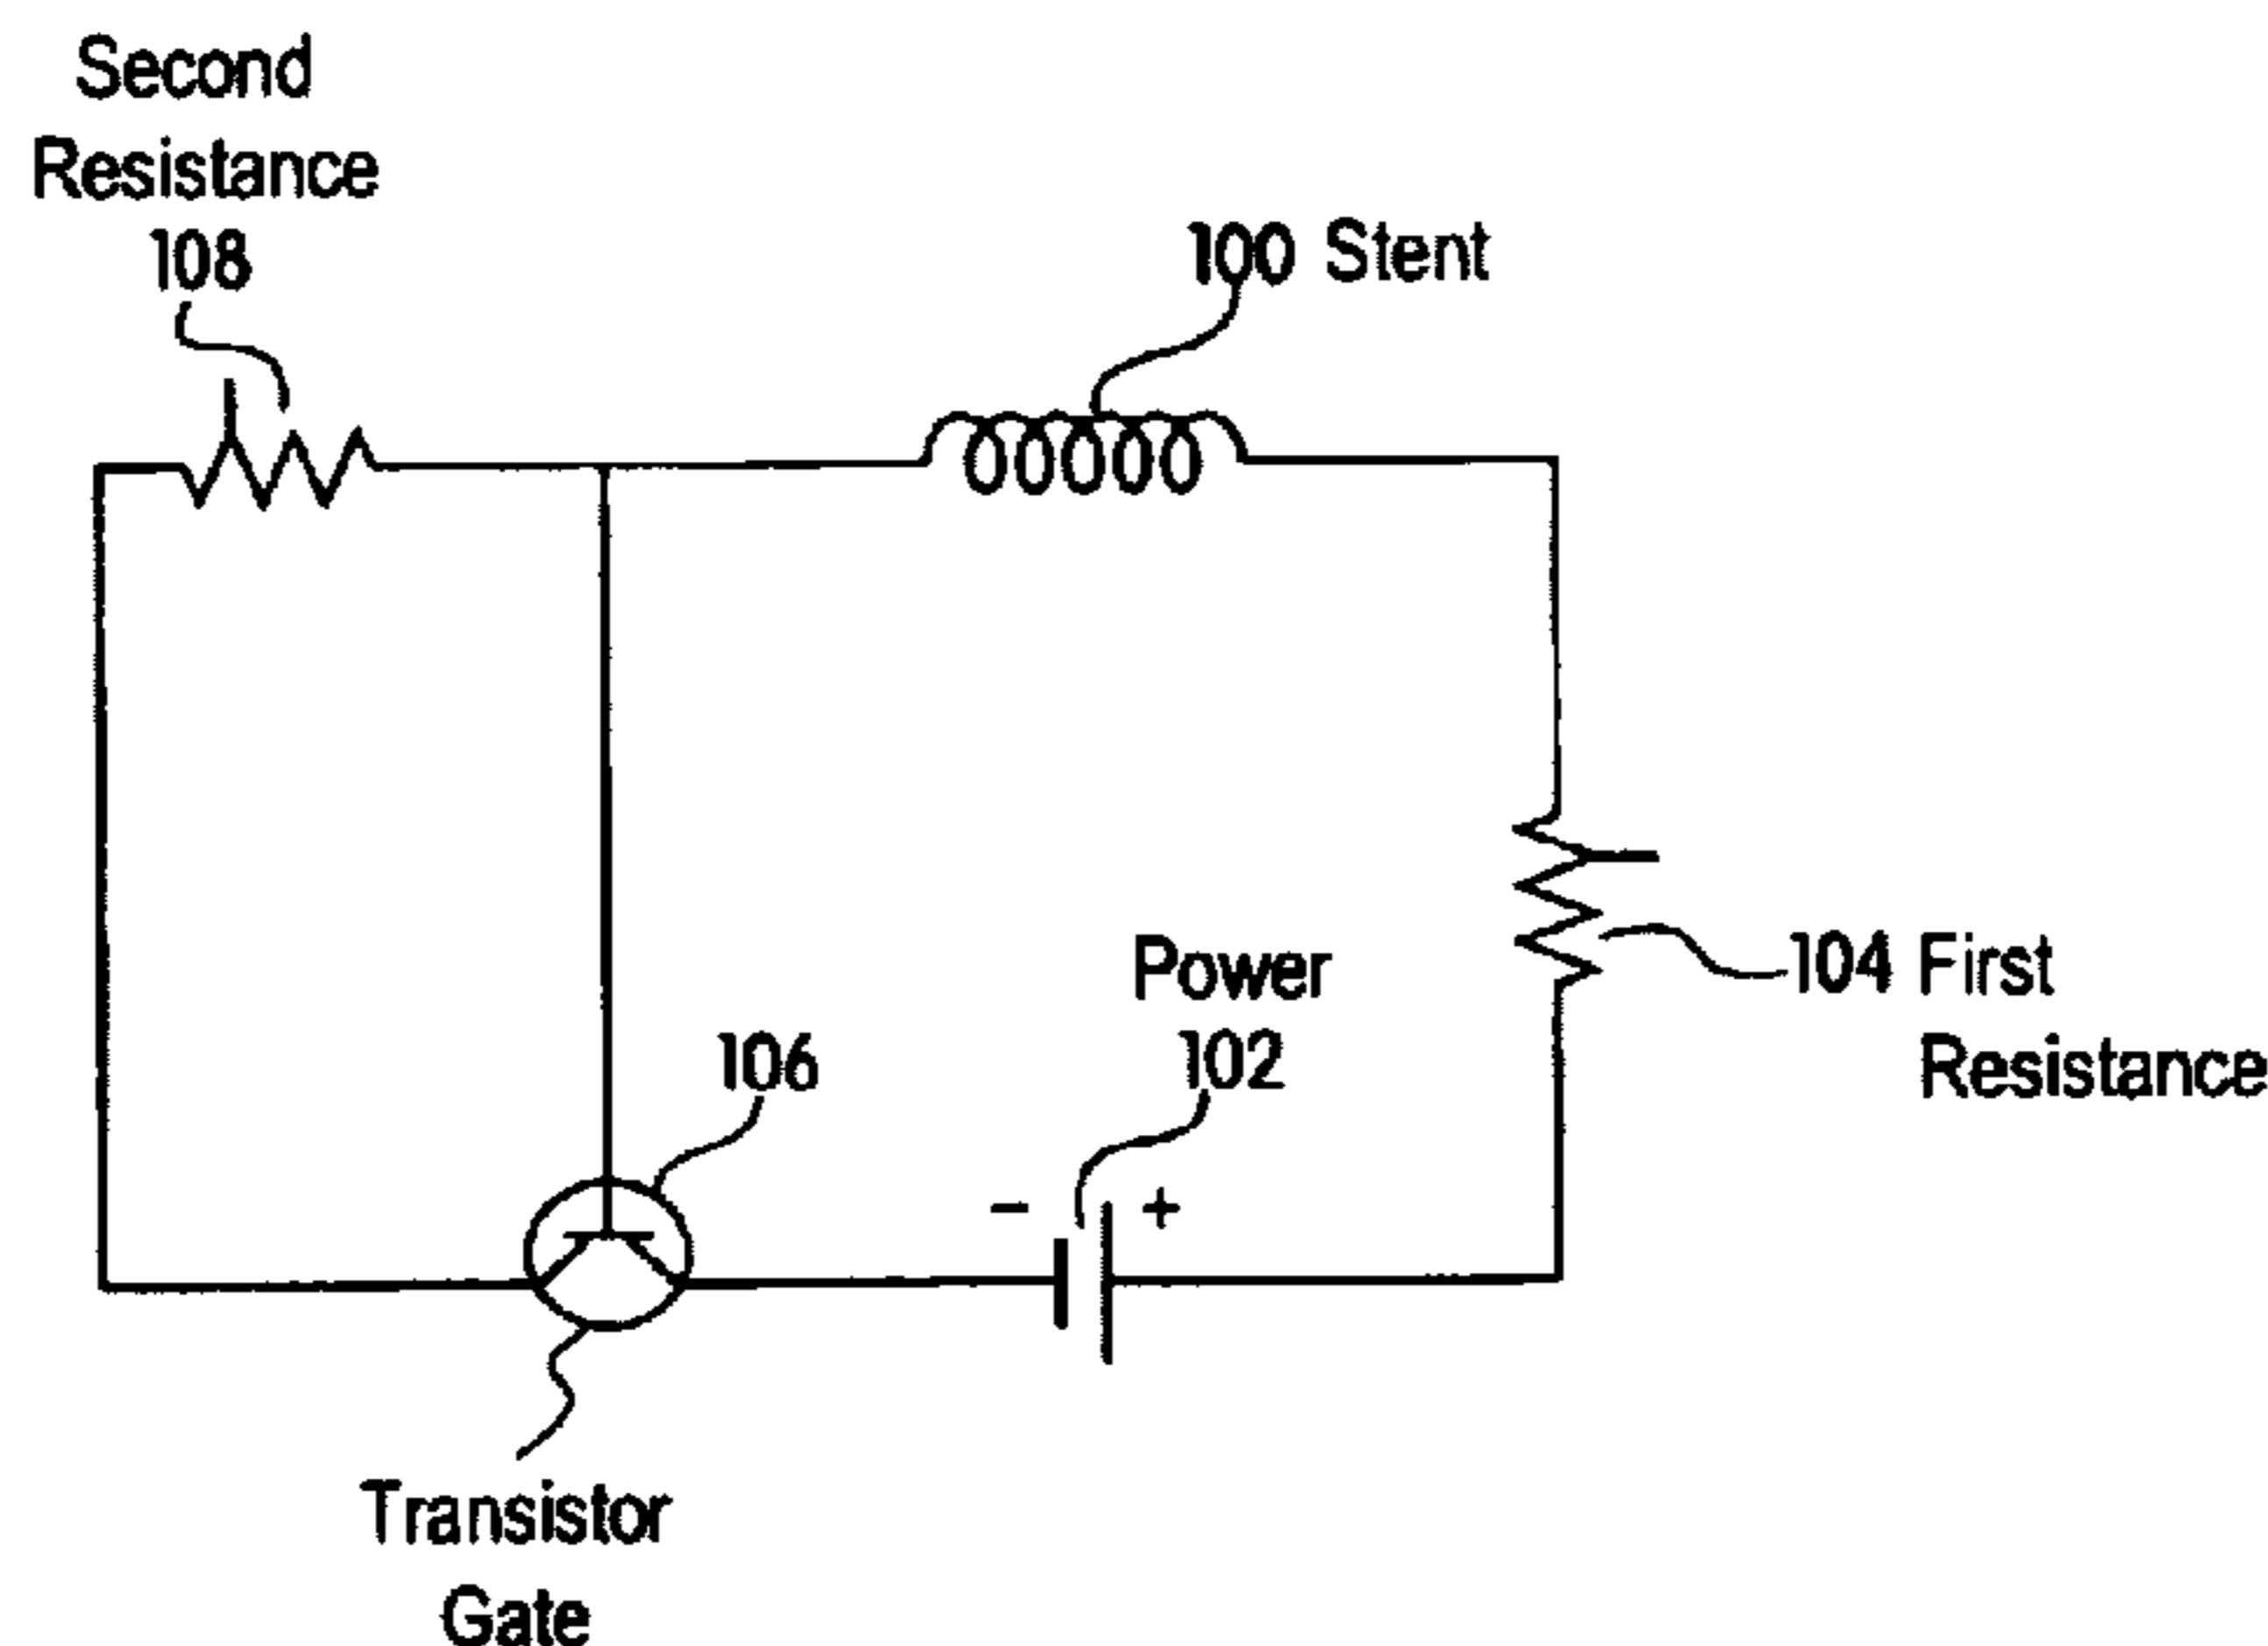 Second
Resistance
108
100 Stent
Power
102
104 First
Resistance
106
- +
Transistor
Gate